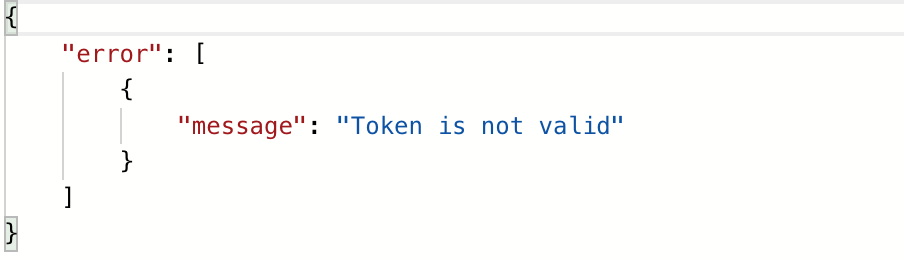 {
"error": [
{
"message": "Token is not valid"
}
]
}